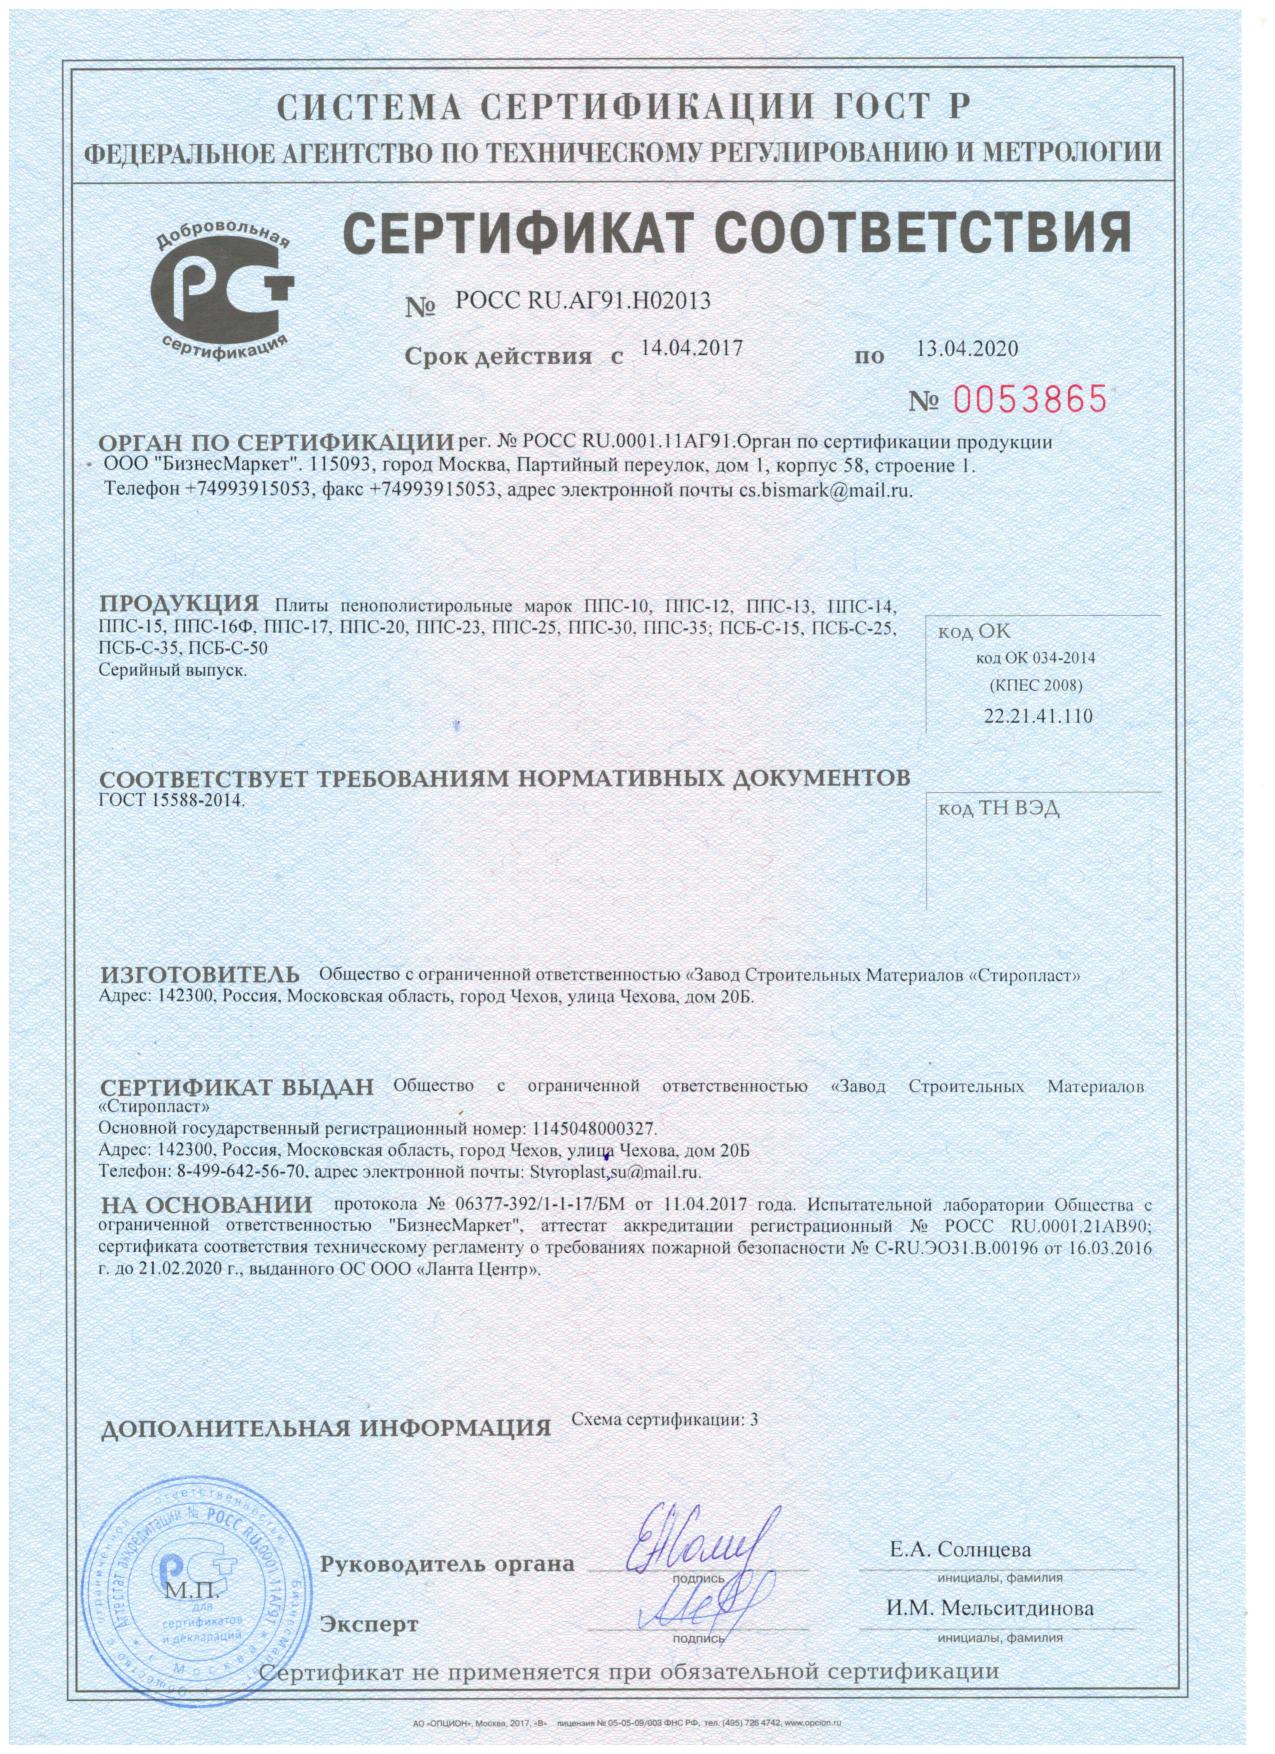 СИСТЕМА СЕРТИФИКАЦИИ ГОСТ Р
ФЕДЕРАЛЬНОЕ АГЕНТСТВО ПО ТЕХНИЧЕСКОМУ РЕГУЛИРОВАНИЮ И МЕТРОЛОГИИ
Добровольная
РСТ
сертификация
СЕРТИФИКАТ СООТВЕТСТВИЯ
№ РОСС RU.АГ91.Н02013
Срок действия с 14.04.2017 по 13.04.2020
№ 0053865
ОРГАН ПО СЕРТИФИКАЦИИ рег. № РОСС RU.0001.11АГ91.Орган по сертификации продукции
ООО "БизнесМаркет". 115093, город Москва, Партийный переулок, дом 1, корпус 58, строение 1.
Телефон +74993915053, факс +74993915053, адрес электронной почты cs.bismark@mail.ru.
ПРОДУКЦИЯ Плиты пенополистирольные марок ППС-10, ППС-12, ППС-13, ППС-14,
ППС-15, ППС-16Ф, ППС-17, ППС-20, ППС-23, ППС-25, ППС-30, ППС-35; ПСБ-С-15, ПСБ-С-25,
ПСБ-С-35, ПСБ-С-50
Серийный выпуск.
код ОК
код ОК 034-2014
(КПЕС 2008)
22.21.41.110
СООТВЕТСТВУЕТ ТРЕБОВАНИЯМ НОРМАТИВНЫХ ДОКУМЕНТОВ
ГОСТ 15588-2014.
код ТН ВЭД
ИЗГОТОВИТЕЛЬ Общество с ограниченной ответственностью «Завод Строительных Материалов «Стиропласт»
Адрес: 142300, Россия, Московская область, город Чехов, улица Чехова, дом 20Б.
СЕРТИФИКАТ ВЫДАН Общество с ограниченной ответственностью «Завод Строительных Материалов
«Стиропласт»
Основной государственный регистрационный номер: 1145048000327.
Адрес: 142300, Россия, Московская область, город Чехов, улица Чехова, дом 20Б
Телефон: 8-499-642-56-70, адрес электронной почты: Styroplast.su@mail.ru.
НА ОСНОВАНИИ протокола № 06377-392/1-1-17/БМ от 11.04.2017 года. Испытательной лаборатории Общества с
ограниченной ответственностью "БизнесМаркет", аттестат аккредитации регистрационный № РОСС RU.0001.21АВ90;
сертификата соответствия техническому регламенту о требованиях пожарной безопасности № C-RU.ЭО31.В.00196 от 16.03.2016
г. до 21.02.2020 г., выданного ОС ООО «Ланта Центр».
ДОПОЛНИТЕЛЬНАЯ ИНФОРМАЦИЯ Схема сертификации: 3
Общество с ограниченной ответственностью БизнесМаркет
Аттестат аккредитации № РОСС RU.0001.11АГ91
г. Москва
РСТ
М.П.
для
сертификатов
и деклараций
Руководитель органа
подпись
Е.А. Солнцева
инициалы, фамилия
Эксперт
подпись
И.М. Мельситдинова
инициалы, фамилия
Сертификат не применяется при обязательной сертификации
АО «ОПЦИОН», Москва, 2017, «В» лицензия № 05-05-09/003 ФНС РФ, тел. (495) 726 4742, www.opcion.ru